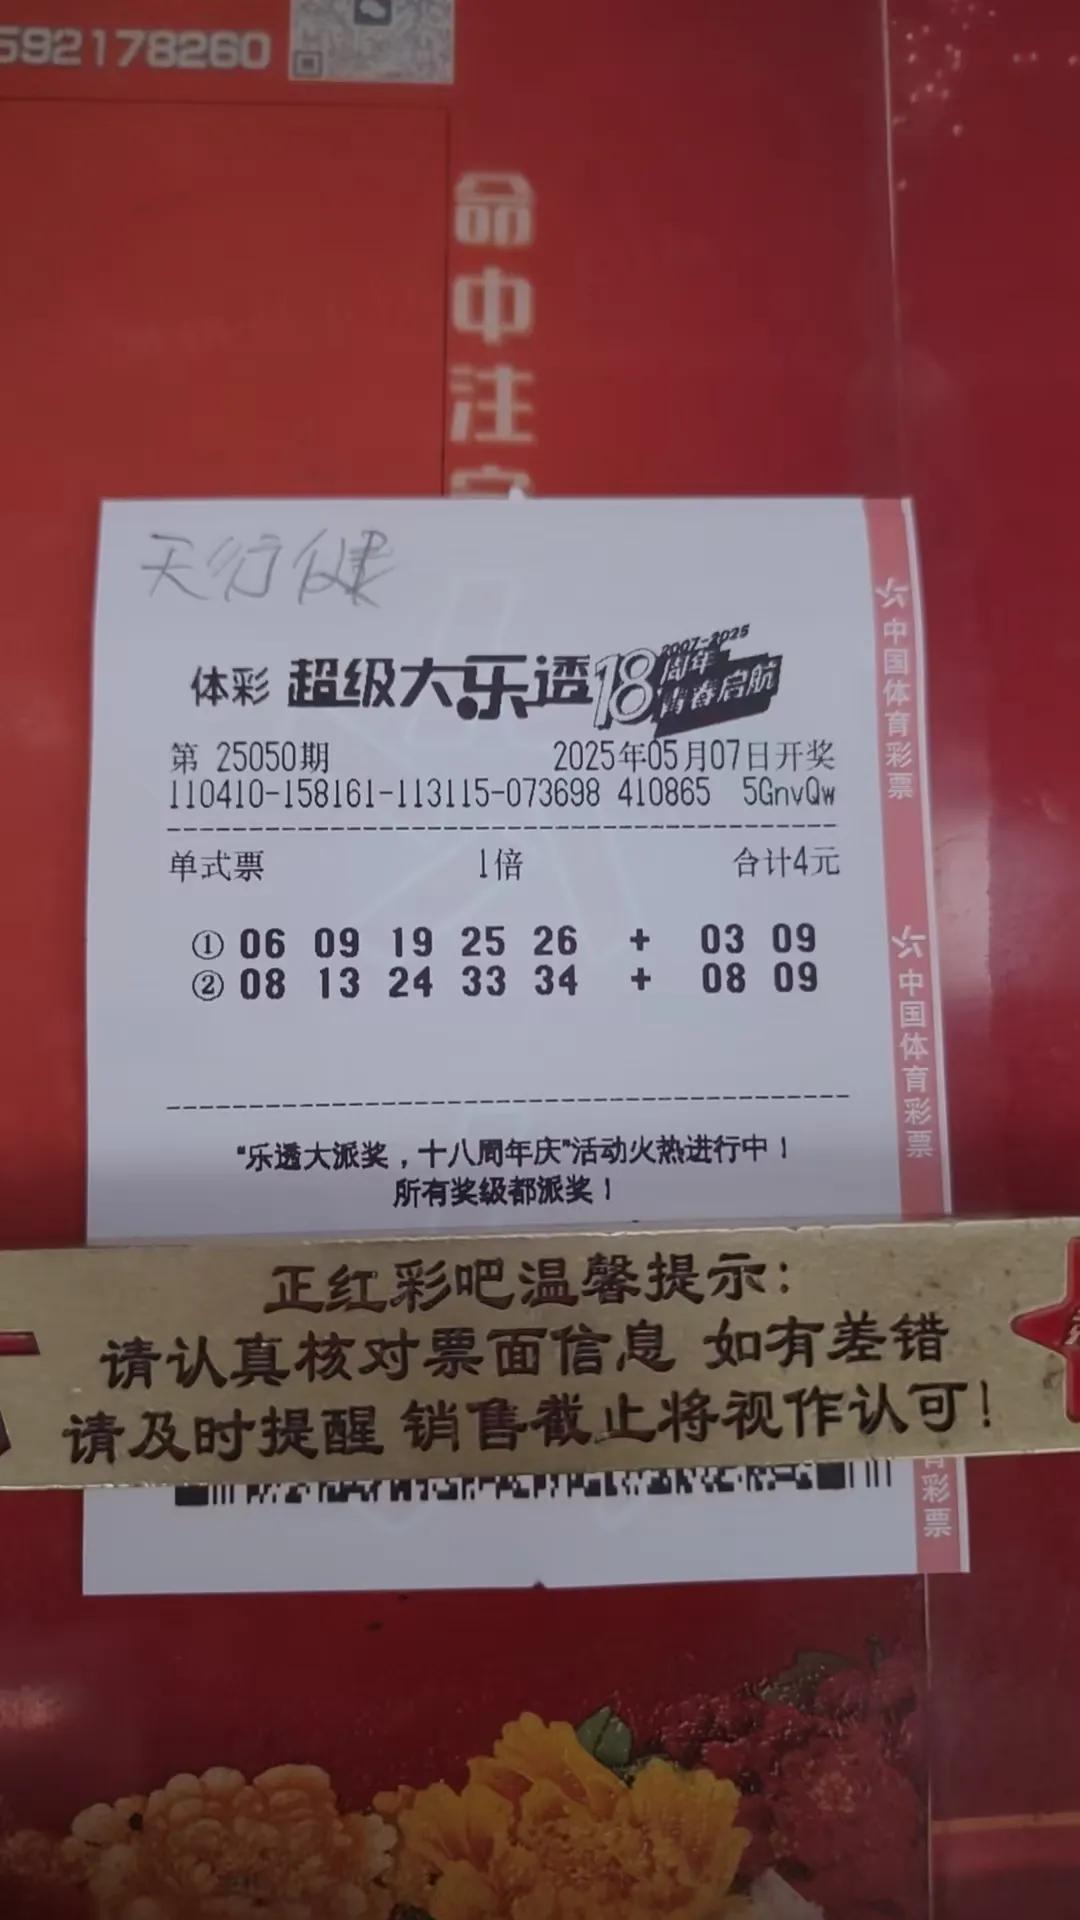 592178260
命中注
天行健
体彩 超级大乐透 18周年 2007-2025 青春启航
第 25050期 2025年05月07日开奖
110410-158161-113115-073698 410865 5GnvQw
单式票 1倍 合计4元
① 06 09 19 25 26 + 03 09
② 08 13 24 33 34 + 08 09
“乐透大派奖，十八周年庆”活动火热进行中！
所有奖级都派奖！
正红彩吧温馨提示：
请认真核对票面信息 如有差错
请及时提醒 销售截止将视作认可！
中国体育彩票
中国体育彩票
育彩票